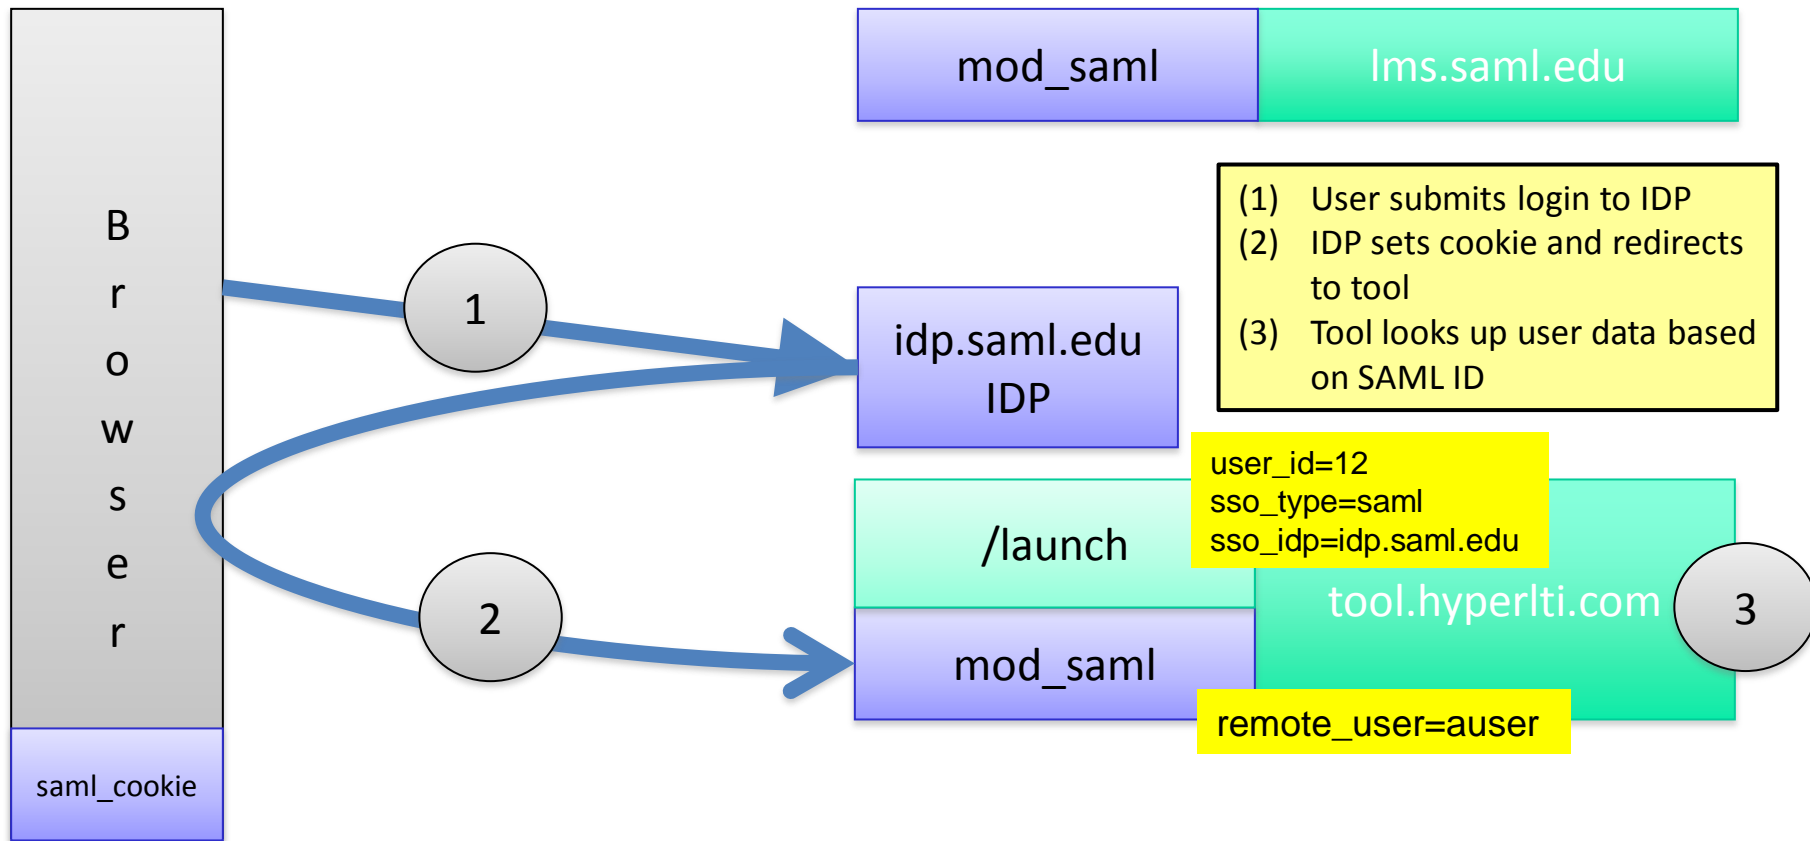 mod_saml
lms.saml.edu
Browser
(1) User submits login to IDP
(2) IDP sets cookie and redirects
to tool
(3) Tool looks up user data based
on SAML ID
1
idp.saml.edu
IDP
user_id=12
sso_type=saml
sso_idp=idp.saml.edu
/launch
tool.hyperlti.com
3
2
mod_saml
remote_user=auser
saml_cookie